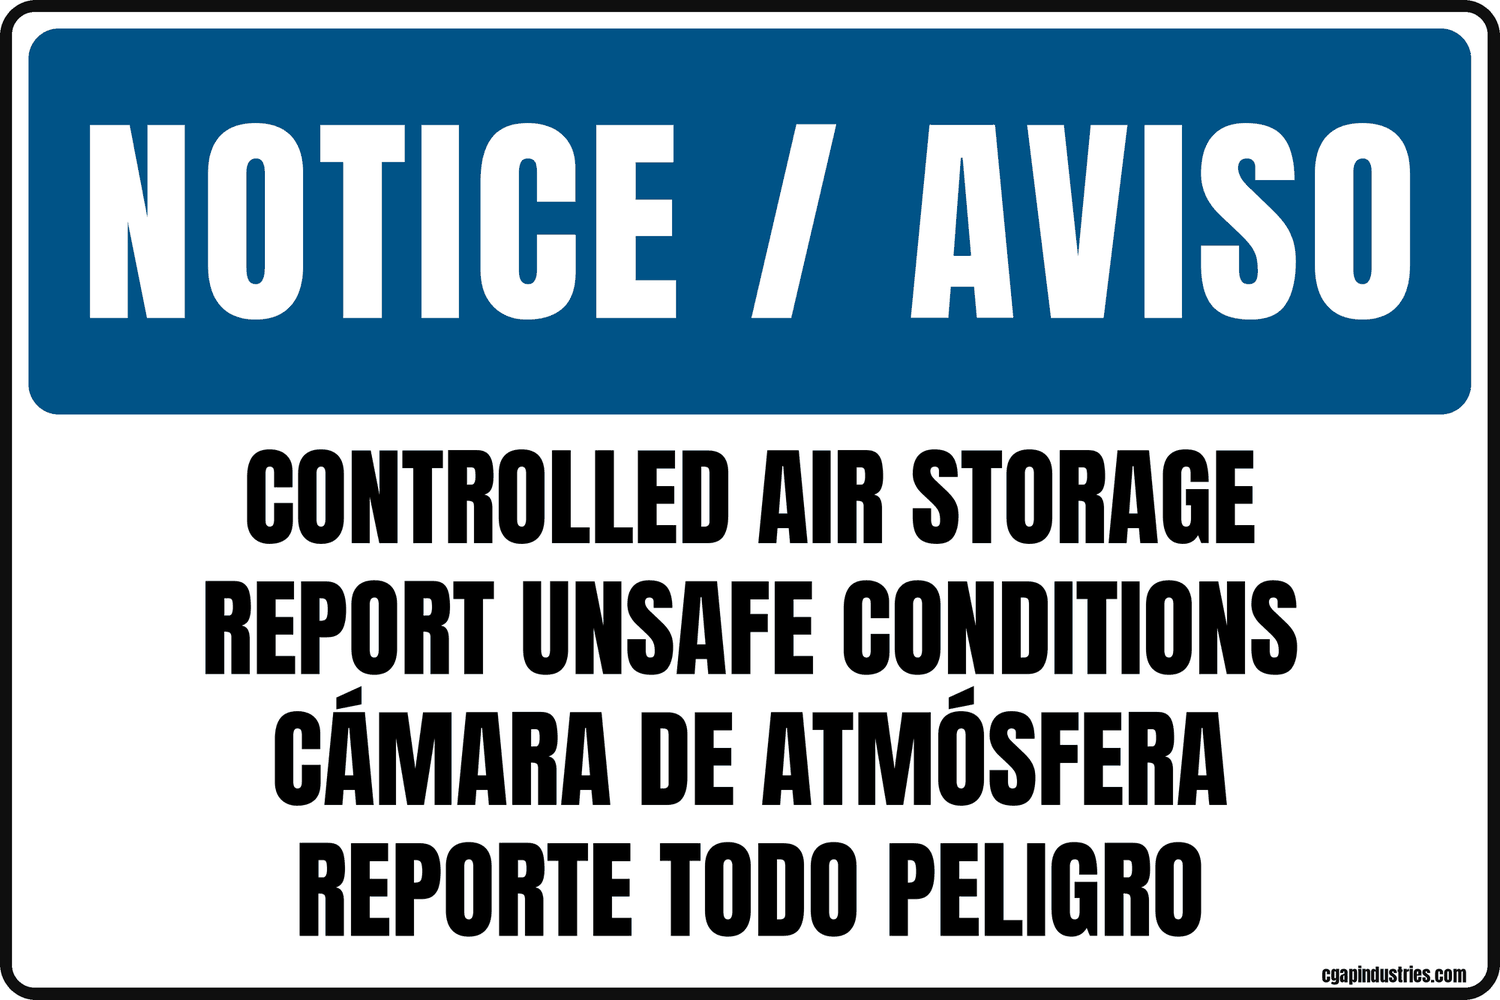 NOTICE / AVISO
CONTROLLED AIR STORAGE
REPORT UNSAFE CONDITIONS
CÁMARA DE ATMÓSFERA
REPORTE TODO PELIGRO
cgapindustries.com